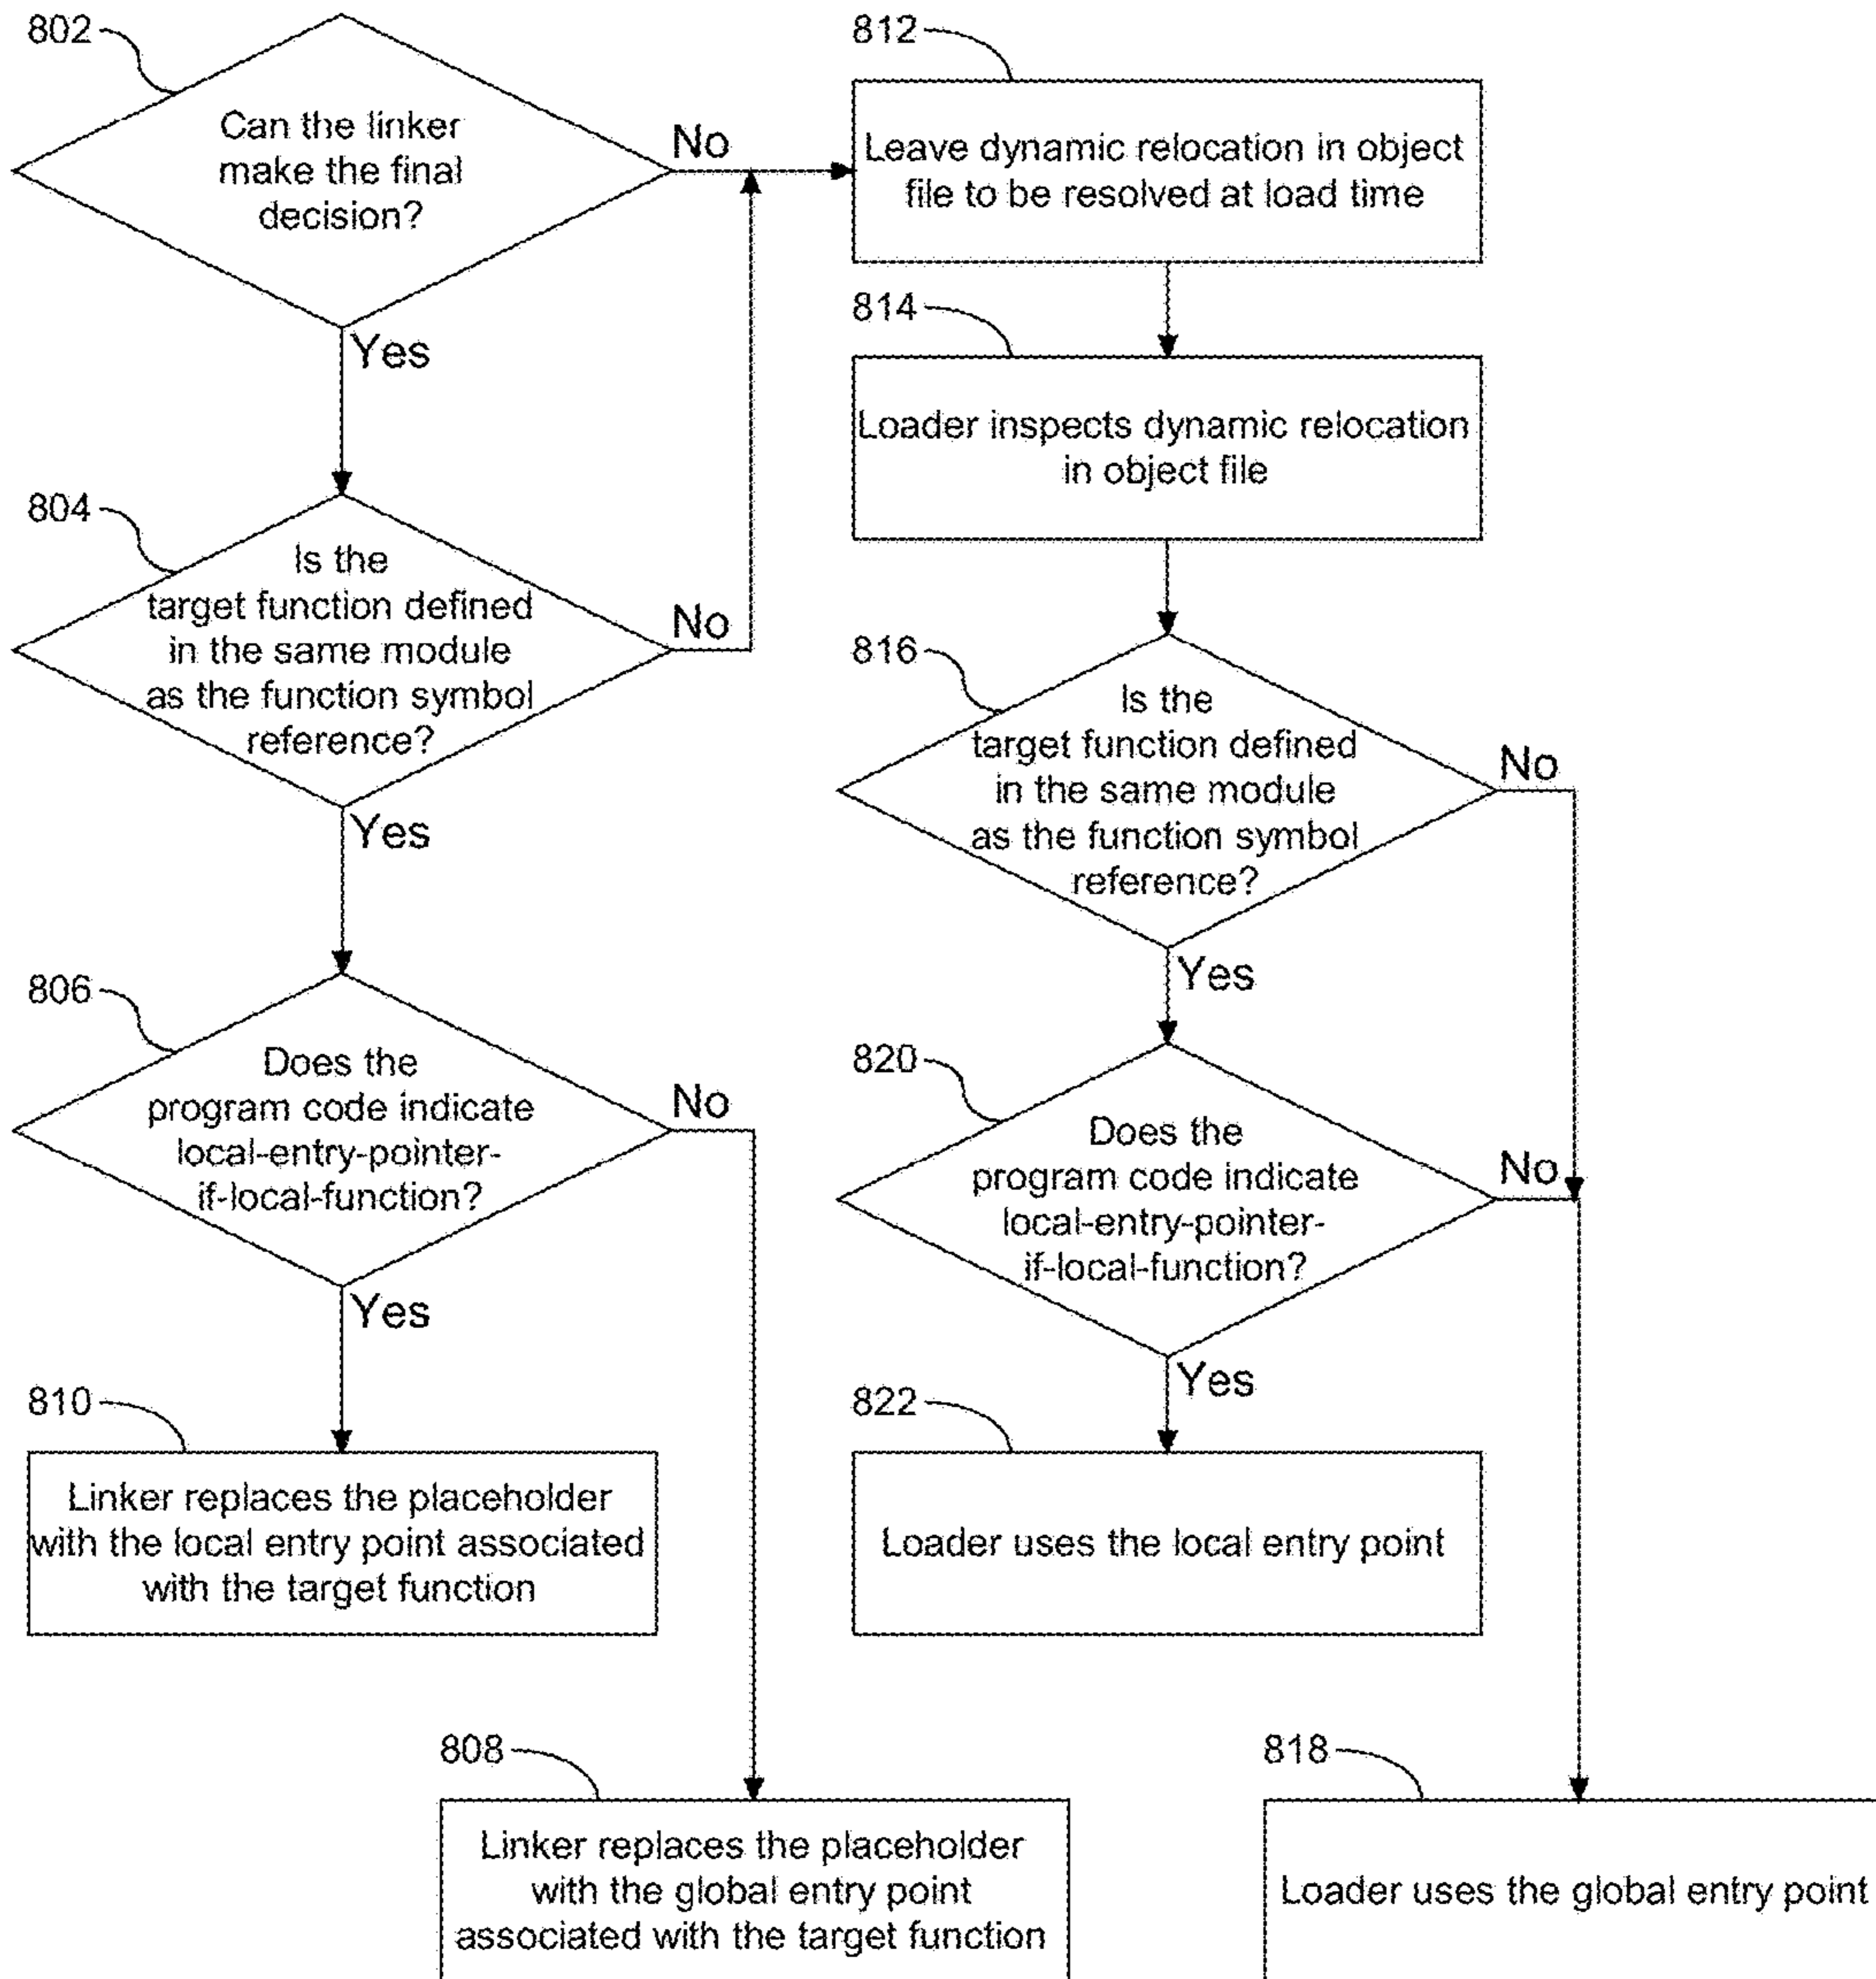 802
Can the linker
make the final
decision?
No
Yes
804
Is the
target function defined
in the same module
as the function symbol
reference?
No
Yes
806
Does the
program code indicate
local-entry-pointer-
if-local-function?
No
Yes
810
Linker replaces the placeholder
with the local entry point associated
with the target function
808
Linker replaces the placeholder
with the global entry point
associated with the target function
812
Leave dynamic relocation in object
file to be resolved at load time
814
Loader inspects dynamic relocation
in object file
816
Is the
target function defined
in the same module
as the function symbol
reference?
No
Yes
820
Does the
program code indicate
local-entry-pointer-
if-local-function?
No
Yes
822
Loader uses the local entry point
818
Loader uses the global entry point